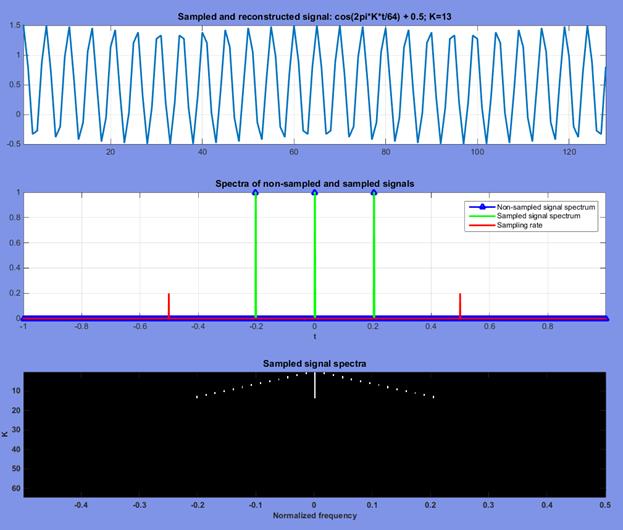 Sampled and reconstructed signal: cos(2pi*K*t/64) + 0.5; K=13
1.5
1
0.5
0
-0.5
20 40 60 80 100 120
Spectra of non-sampled and sampled signals
1
0.8
0.6
0.4
0.2
0
Non-sampled signal spectrum
Sampled signal spectrum
Sampling rate
-1 -0.8 -0.6 -0.4 -0.2 0 0.2 0.4 0.6 0.8
t
Sampled signal spectra
10
20
30
40
50
60
K
-0.4 -0.3 -0.2 -0.1 0 0.1 0.2 0.3 0.4 0.5
Normalized frequency